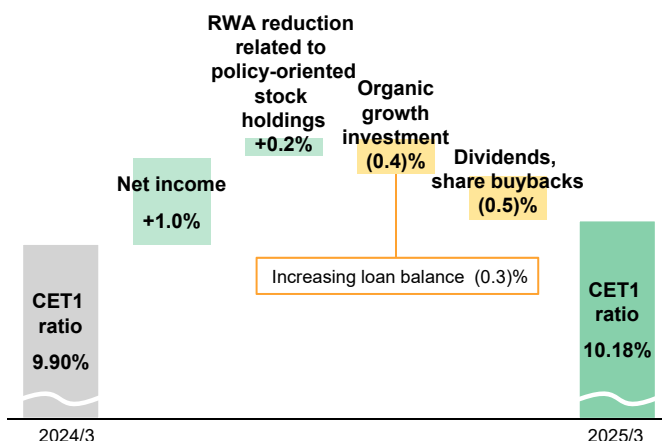 RWA reduction
related to
policy-oriented
stock
holdings
+0.2%
Organic
growth
investment
(0.4)%
Net income
+1.0%
Dividends,
share buybacks
(0.5)%
Increasing loan balance (0.3)%
CET1
ratio
9.90%
CET1
ratio
10.18%
2024/3
2025/3